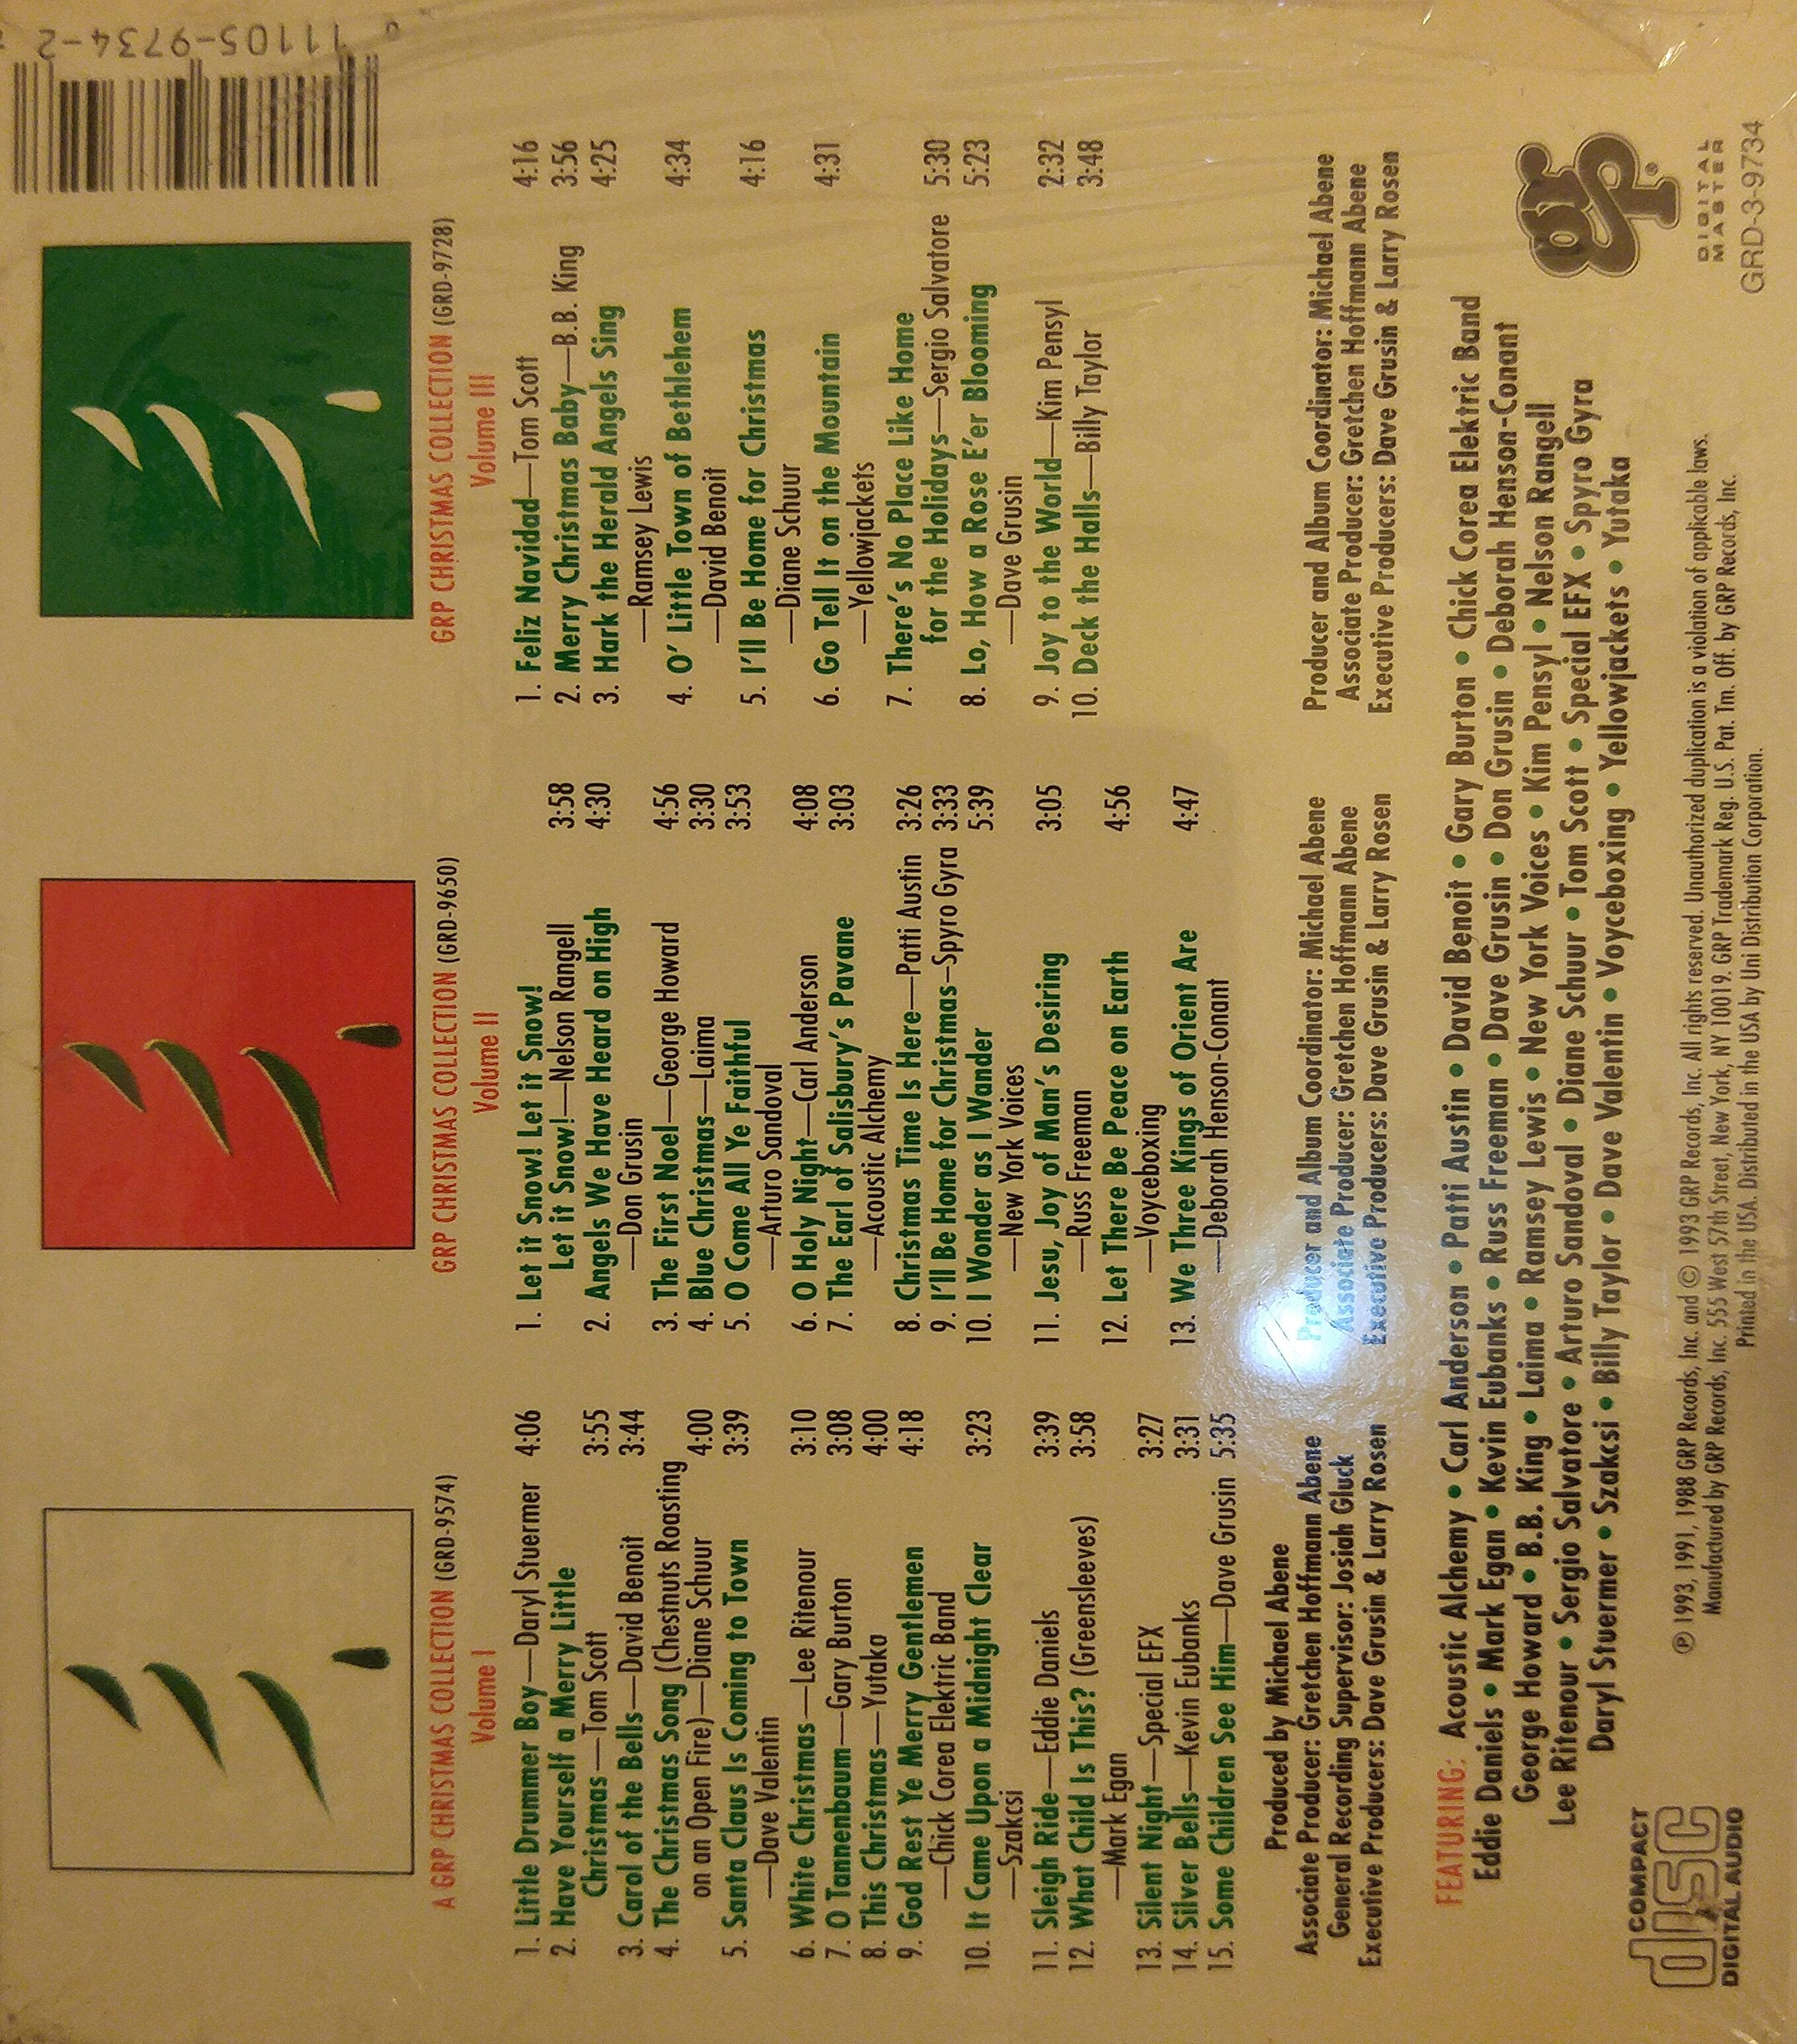 A GRP CHRISTMAS COLLECTION (GRD-9574)
Volume I
1. Little Drummer Boy—Daryl Stuermer 4:06
2. Have Yourself a Merry Little
Christmas—Tom Scott 3:55
3. Carol of the Bells—David Benoit 3:44
4. The Christmas Song (Chestnuts Roasting
on an Open Fire)—Diane Schuur 4:00
5. Santa Claus Is Coming to Town 3:39
—Dave Valentin
6. White Christmas—Lee Ritenour 3:10
7. O Tannenbaum—Gary Burton 3:08
8. This Christmas—Yutaka 4:00
9. God Rest Ye Merry Gentlemen 4:18
—Chick Corea Elektric Band
10. It Came Upon a Midnight Clear 3:23
—Szakcsi
11. Sleigh Ride—Eddie Daniels 3:39
12. What Child Is This? (Greensleeves) 3:58
—Mark Egan
13. Silent Night—Special EFX 3:27
14. Silver Bells—Kevin Eubanks 3:31
15. Some Children See Him—Dave Grusin 5:35
Produced by Michael Abene
Associate Producer: Gretchen Hoffmann Abene
General Recording Supervisor: Josiah Gluck
Executive Producers: Dave Grusin & Larry Rosen
GRP CHRISTMAS COLLECTION (GRD-9650)
Volume II
1. Let it Snow! Let it Snow!
Let it Snow!—Nelson Rangell 3:58
2. Angels We Have Heard on High 4:30
—Don Grusin
3. The First Noel—George Howard 4:56
4. Blue Christmas—Laima 3:30
5. O Come All Ye Faithful 3:53
—Arturo Sandoval
6. O Holy Night—Carl Anderson 4:08
7. The Earl of Salisbury's Pavane 3:03
—Acoustic Alchemy
8. Christmas Time Is Here—Patti Austin 3:26
9. I'll Be Home for Christmas—Spyro Gyra 3:33
10. I Wonder as I Wander 5:39
—New York Voices
11. Jesu, Joy of Man's Desiring 3:05
—Russ Freeman
12. Let There Be Peace on Earth 4:56
—Voyceboxing
13. We Three Kings of Orient Are 4:47
—Deborah Henson-Conant
Producer and Album Coordinator: Michael Abene
Associate Producer: Gretchen Hoffmann Abene
Executive Producers: Dave Grusin & Larry Rosen
GRP CHRISTMAS COLLECTION (GRD-9728)
Volume III
1. Feliz Navidad—Tom Scott 4:16
2. Merry Christmas Baby—B.B. King 3:56
3. Hark the Herald Angels Sing 4:25
—Ramsey Lewis
4. O' Little Town of Bethlehem 4:34
—David Benoit
5. I'll Be Home for Christmas 4:16
—Diane Schuur
6. Go Tell It on the Mountain 4:31
—Yellowjackets
7. There's No Place Like Home
for the Holidays—Sergio Salvatore 5:30
8. Lo, How a Rose E'er Blooming 5:23
—Dave Grusin
9. Joy to the World—Kim Pensyl 2:32
10. Deck the Halls—Billy Taylor 3:48
Producer and Album Coordinator: Michael Abene
Associate Producer: Gretchen Hoffmann Abene
Executive Producers: Dave Grusin & Larry Rosen
11105-9734-2
FEATURING: Acoustic Alchemy • Carl Anderson • Patti Austin • David Benoit • Gary Burton • Chick Corea Elektric Band
Eddie Daniels • Mark Egan • Kevin Eubanks • Russ Freeman • Dave Grusin • Don Grusin • Deborah Henson-Conant
George Howard • B.B. King • Laima • Ramsey Lewis • New York Voices • Kim Pensyl • Nelson Rangell
Lee Ritenour • Sergio Salvatore • Arturo Sandoval • Diane Schuur • Tom Scott • Special EFX • Spyro Gyra
Daryl Stuermer • Szakcsi • Billy Taylor • Dave Valentin • Voyceboxing • Yellowjackets • Yutaka
COMPACT
disc
DIGITAL AUDIO
℗ 1993, 1991, 1988 GRP Records, Inc. and © 1993 GRP Records, Inc. All rights reserved. Unauthorized duplication is a violation of applicable laws.
Manufactured by GRP Records, Inc. 555 West 57th Street, New York, NY 10019. GRP Trademark Reg. U.S. Pat. Tm. Off. by GRP Records, Inc.
Printed in the USA. Distributed in the USA by Uni Distribution Corporation.
GRP®
DIGITAL
MASTER
GRD-3-9734